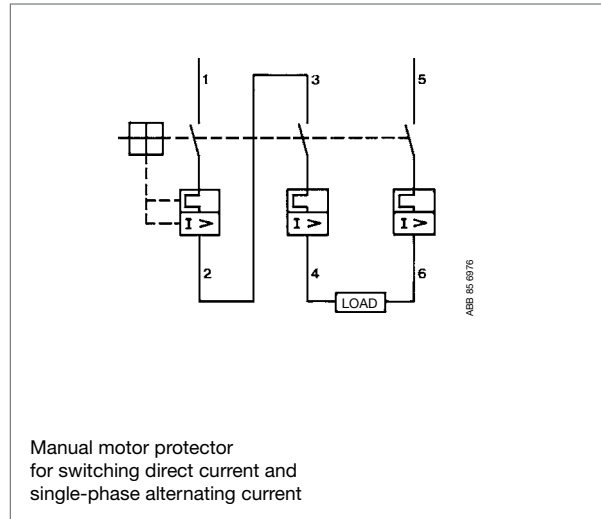 1
3
5
I >
I >
I >
2
4
6
LOAD
ABB 85 6976
Manual motor protector
for switching direct current and
single-phase alternating current